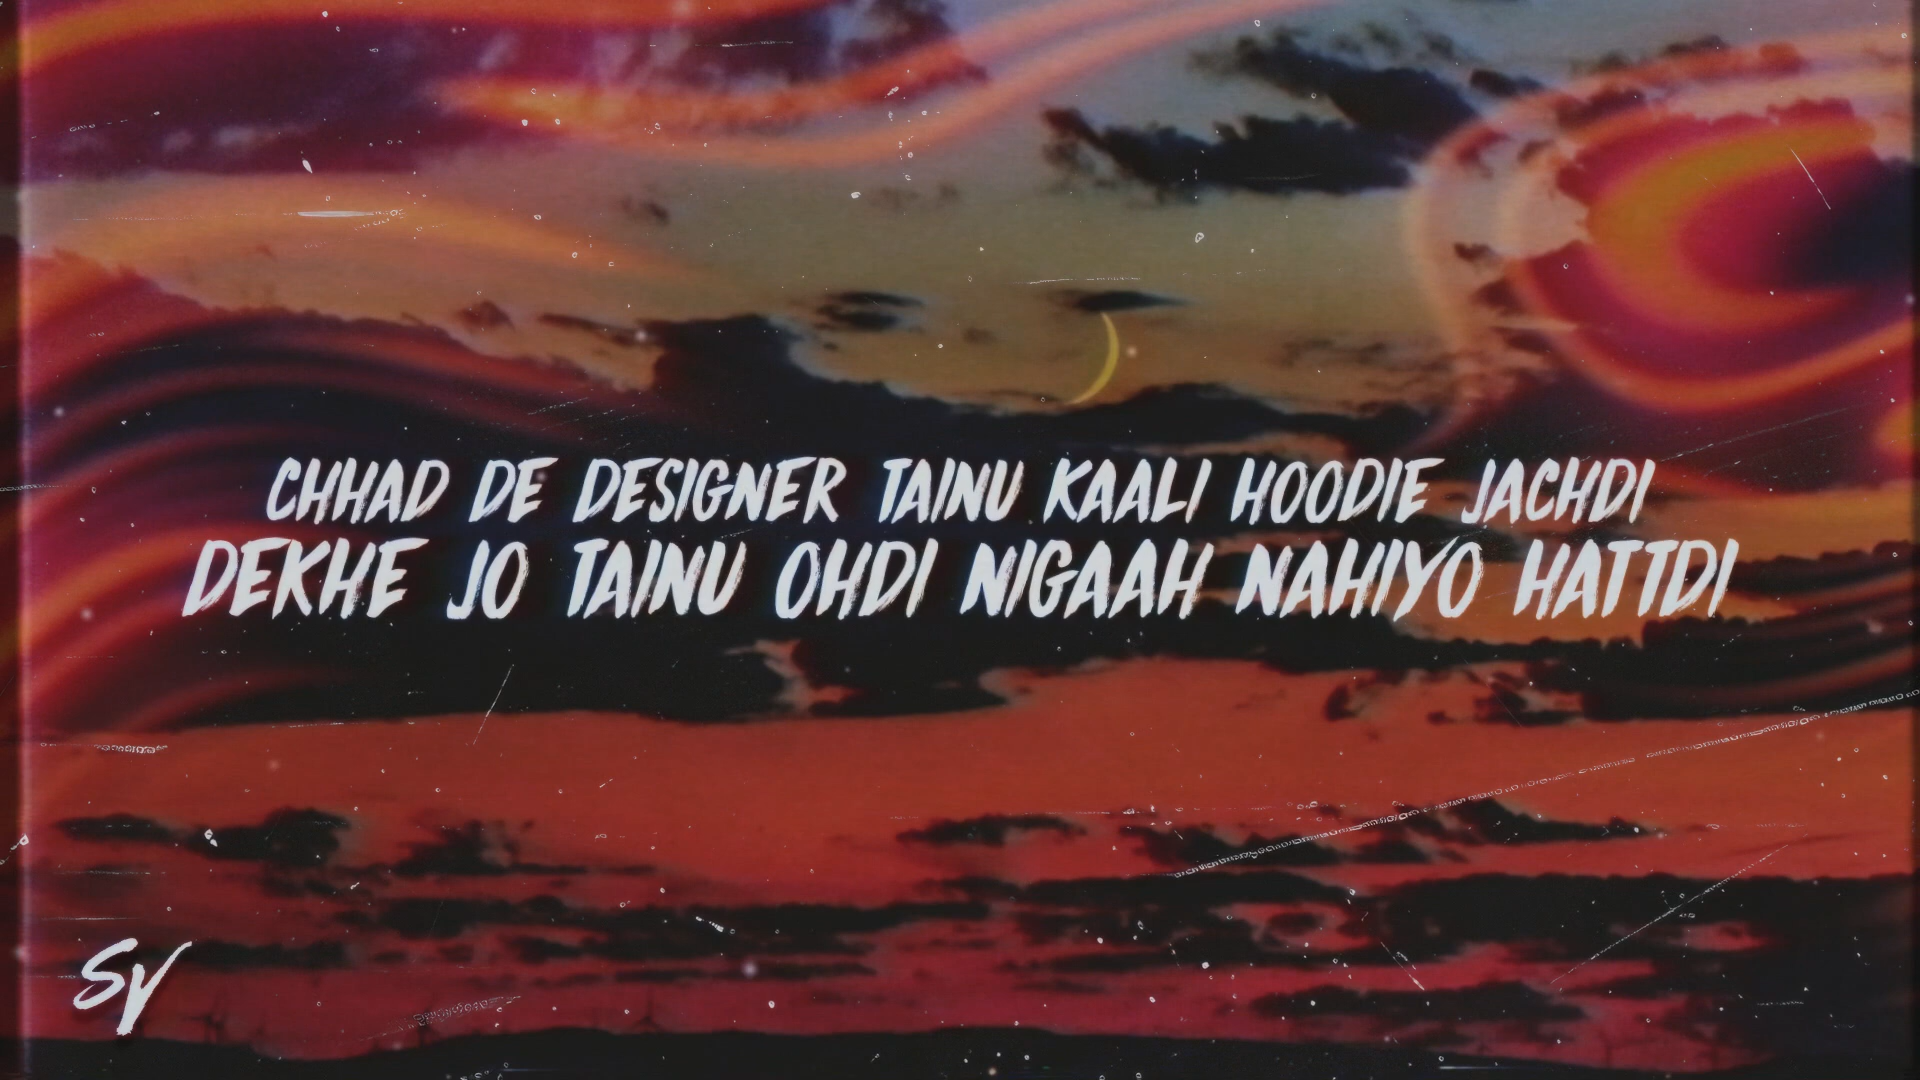 CHHAD DE DESIGNER TAINU KAALI HOODIE JACHDI
DEKHE JO TAINU OHDI NIGAAH NAHIYO HATTDI
SV